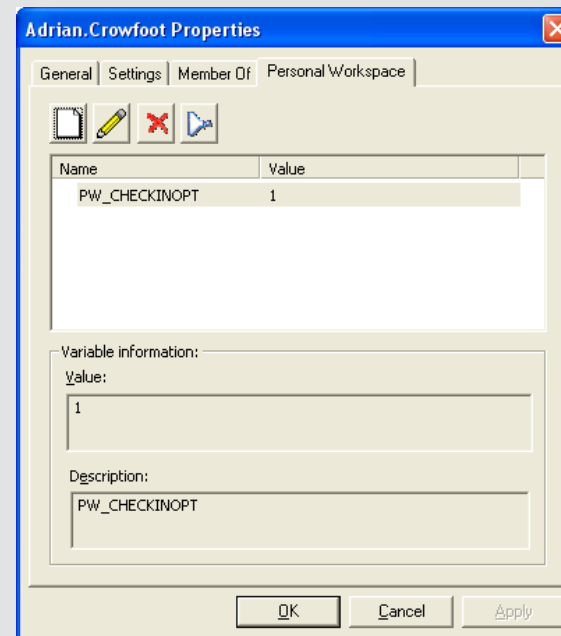 Adrian.Crowfoot Properties
General Settings Member Of Personal Workspace
Name Value
PW_CHECKINOPT 1
Variable information:
Value:
1
Description:
PW_CHECKINOPT
OK Cancel Apply